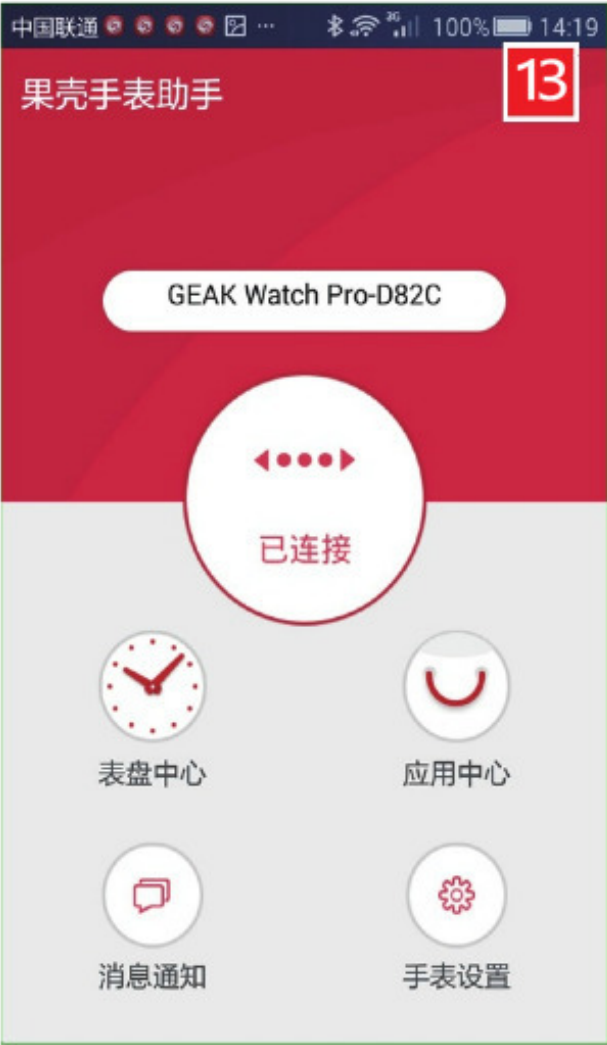 中国联通 ... 3G 100% 14:19
果壳手表助手
13
GEAK Watch Pro-D82C
已连接
表盘中心
应用中心
消息通知
手表设置